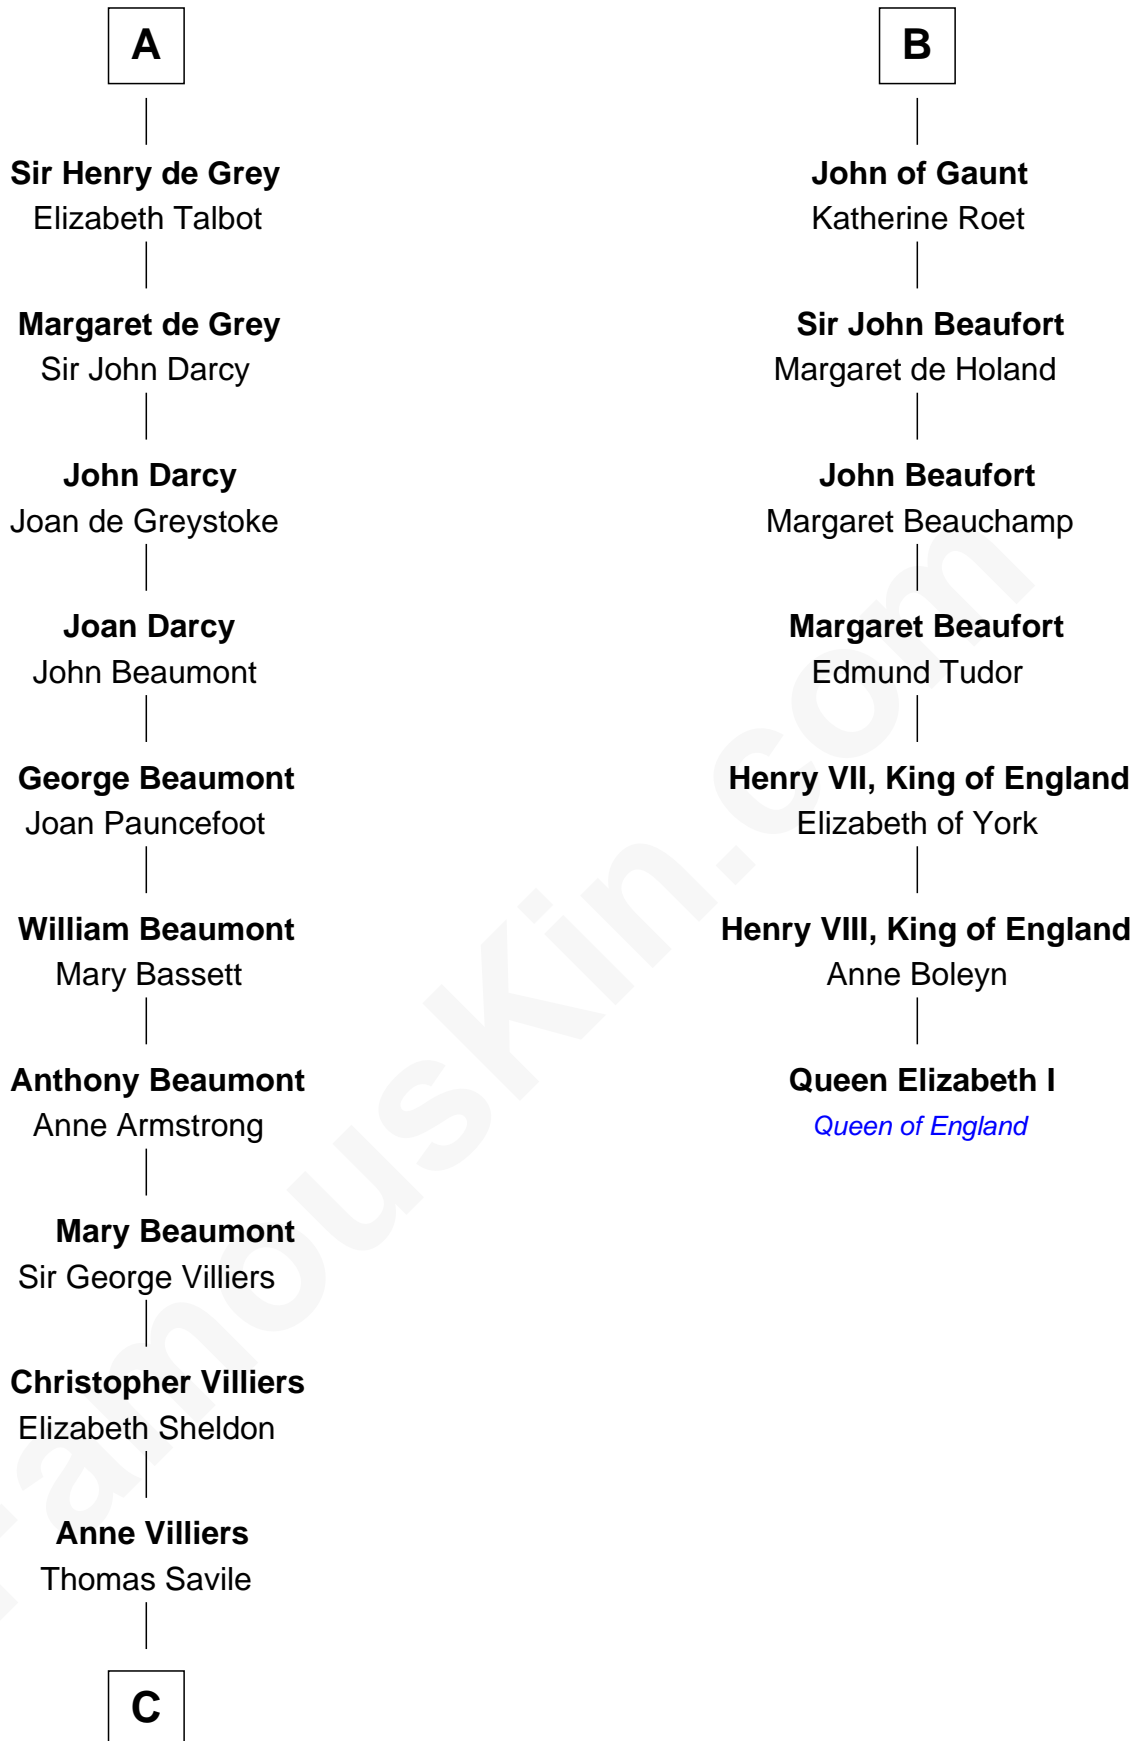 A
Sir Henry de Grey
Elizabeth Talbot
Margaret de Grey
Sir John Darcy
John Darcy
Joan de Greystoke
Joan Darcy
John Beaumont
George Beaumont
Joan Pauncefoot
William Beaumont
Mary Bassett
Anthony Beaumont
Anne Armstrong
Mary Beaumont
Sir George Villiers
Christopher Villiers
Elizabeth Sheldon
Anne Villiers
Thomas Savile
C
B
John of Gaunt
Katherine Roet
Sir John Beaufort
Margaret de Holand
John Beaufort
Margaret Beauchamp
Margaret Beaufort
Edmund Tudor
Henry VII, King of England
Elizabeth of York
Henry VIII, King of England
Anne Boleyn
Queen Elizabeth I
Queen of England
FamousKin.com